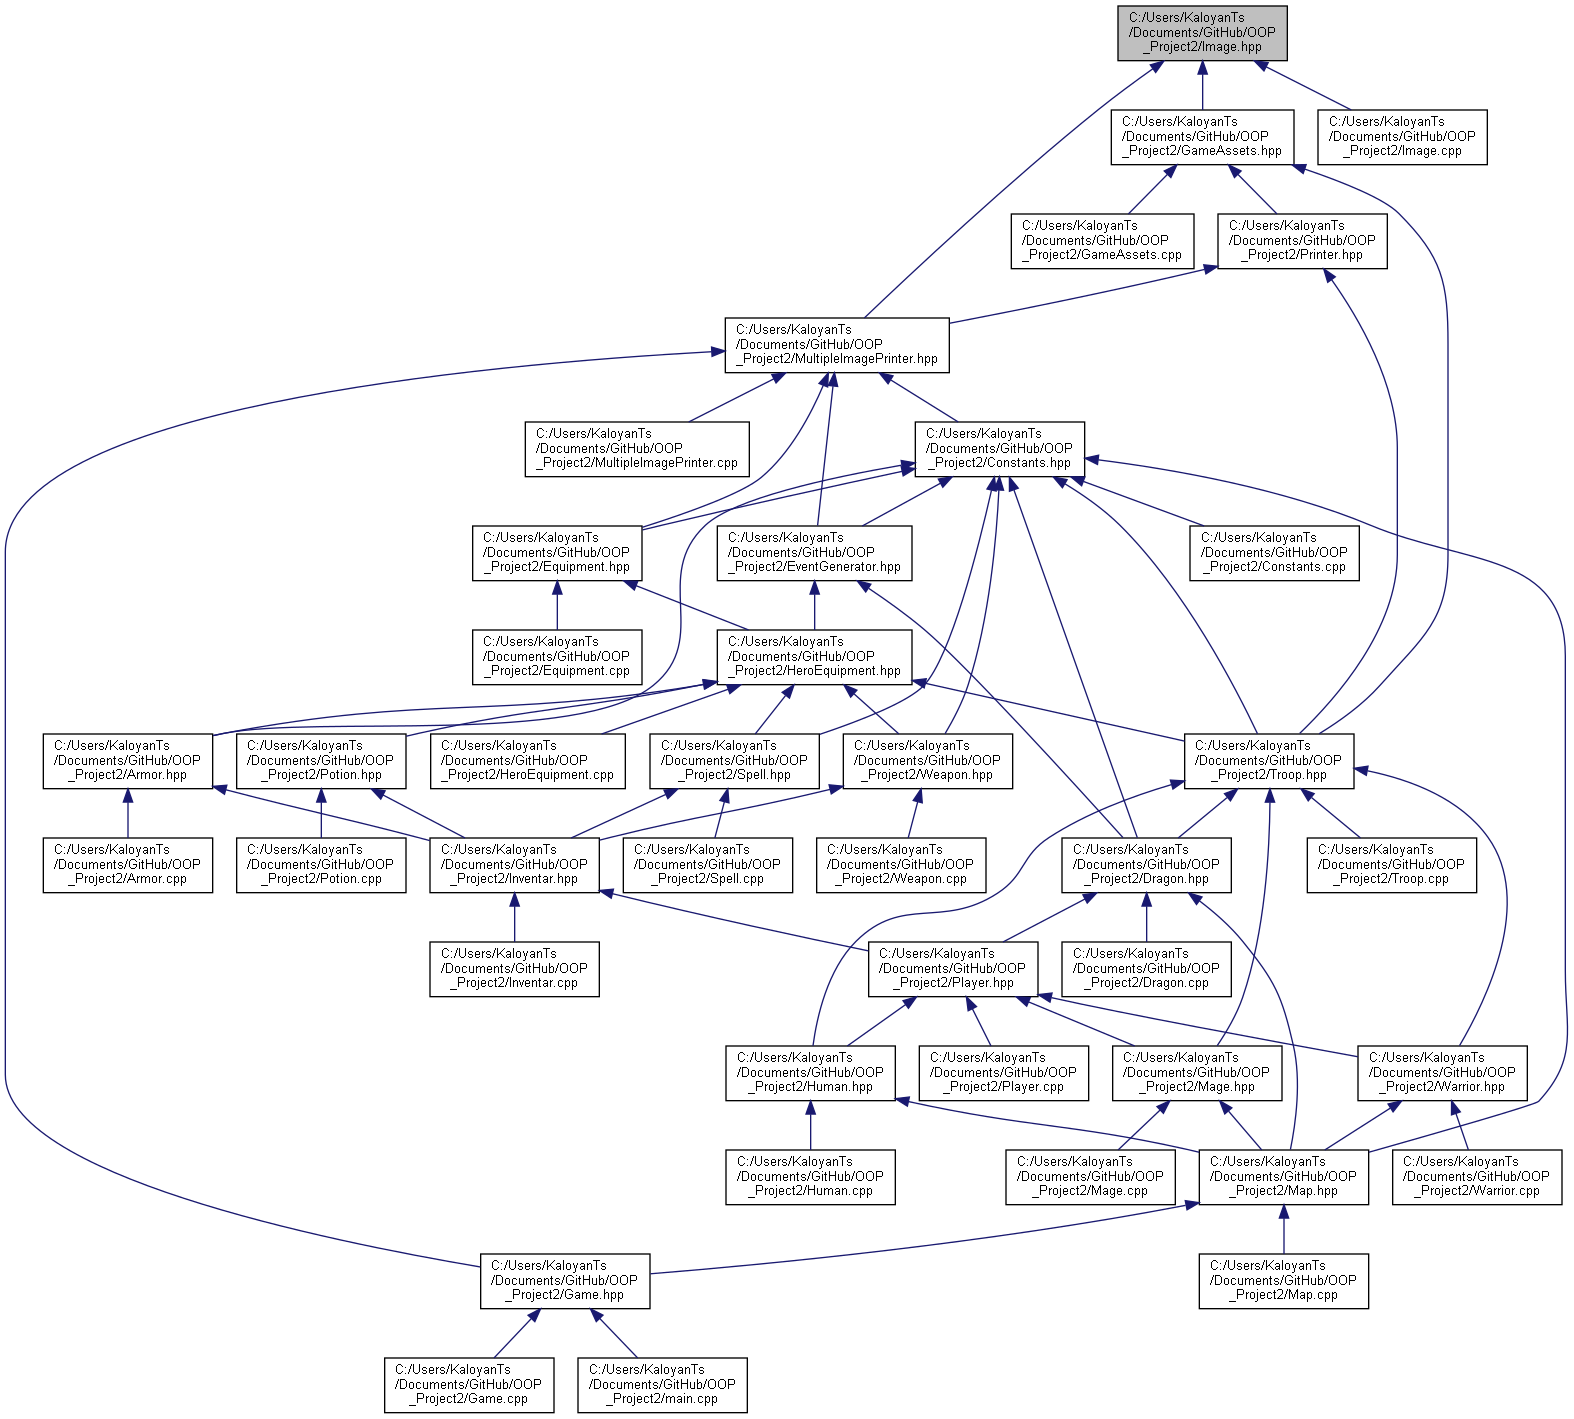 C:/Users/KaloyanTs
/Documents/GitHub/OOP
_Project2/Image.hpp
C:/Users/KaloyanTs
/Documents/GitHub/OOP
_Project2/GameAssets.hpp
C:/Users/KaloyanTs
/Documents/GitHub/OOP
_Project2/Image.cpp
C:/Users/KaloyanTs
/Documents/GitHub/OOP
_Project2/GameAssets.cpp
C:/Users/KaloyanTs
/Documents/GitHub/OOP
_Project2/Printer.hpp
C:/Users/KaloyanTs
/Documents/GitHub/OOP
_Project2/MultipleImagePrinter.hpp
C:/Users/KaloyanTs
/Documents/GitHub/OOP
_Project2/MultipleImagePrinter.cpp
C:/Users/KaloyanTs
/Documents/GitHub/OOP
_Project2/Constants.hpp
C:/Users/KaloyanTs
/Documents/GitHub/OOP
_Project2/Equipment.hpp
C:/Users/KaloyanTs
/Documents/GitHub/OOP
_Project2/EventGenerator.hpp
C:/Users/KaloyanTs
/Documents/GitHub/OOP
_Project2/Constants.cpp
C:/Users/KaloyanTs
/Documents/GitHub/OOP
_Project2/Equipment.cpp
C:/Users/KaloyanTs
/Documents/GitHub/OOP
_Project2/HeroEquipment.hpp
C:/Users/KaloyanTs
/Documents/GitHub/OOP
_Project2/Armor.hpp
C:/Users/KaloyanTs
/Documents/GitHub/OOP
_Project2/Potion.hpp
C:/Users/KaloyanTs
/Documents/GitHub/OOP
_Project2/HeroEquipment.cpp
C:/Users/KaloyanTs
/Documents/GitHub/OOP
_Project2/Spell.hpp
C:/Users/KaloyanTs
/Documents/GitHub/OOP
_Project2/Weapon.hpp
C:/Users/KaloyanTs
/Documents/GitHub/OOP
_Project2/Troop.hpp
C:/Users/KaloyanTs
/Documents/GitHub/OOP
_Project2/Armor.cpp
C:/Users/KaloyanTs
/Documents/GitHub/OOP
_Project2/Potion.cpp
C:/Users/KaloyanTs
/Documents/GitHub/OOP
_Project2/Inventar.hpp
C:/Users/KaloyanTs
/Documents/GitHub/OOP
_Project2/Spell.cpp
C:/Users/KaloyanTs
/Documents/GitHub/OOP
_Project2/Weapon.cpp
C:/Users/KaloyanTs
/Documents/GitHub/OOP
_Project2/Dragon.hpp
C:/Users/KaloyanTs
/Documents/GitHub/OOP
_Project2/Troop.cpp
C:/Users/KaloyanTs
/Documents/GitHub/OOP
_Project2/Inventar.cpp
C:/Users/KaloyanTs
/Documents/GitHub/OOP
_Project2/Player.hpp
C:/Users/KaloyanTs
/Documents/GitHub/OOP
_Project2/Dragon.cpp
C:/Users/KaloyanTs
/Documents/GitHub/OOP
_Project2/Human.hpp
C:/Users/KaloyanTs
/Documents/GitHub/OOP
_Project2/Player.cpp
C:/Users/KaloyanTs
/Documents/GitHub/OOP
_Project2/Mage.hpp
C:/Users/KaloyanTs
/Documents/GitHub/OOP
_Project2/Warrior.hpp
C:/Users/KaloyanTs
/Documents/GitHub/OOP
_Project2/Human.cpp
C:/Users/KaloyanTs
/Documents/GitHub/OOP
_Project2/Mage.cpp
C:/Users/KaloyanTs
/Documents/GitHub/OOP
_Project2/Map.hpp
C:/Users/KaloyanTs
/Documents/GitHub/OOP
_Project2/Warrior.cpp
C:/Users/KaloyanTs
/Documents/GitHub/OOP
_Project2/Game.hpp
C:/Users/KaloyanTs
/Documents/GitHub/OOP
_Project2/Map.cpp
C:/Users/KaloyanTs
/Documents/GitHub/OOP
_Project2/Game.cpp
C:/Users/KaloyanTs
/Documents/GitHub/OOP
_Project2/main.cpp